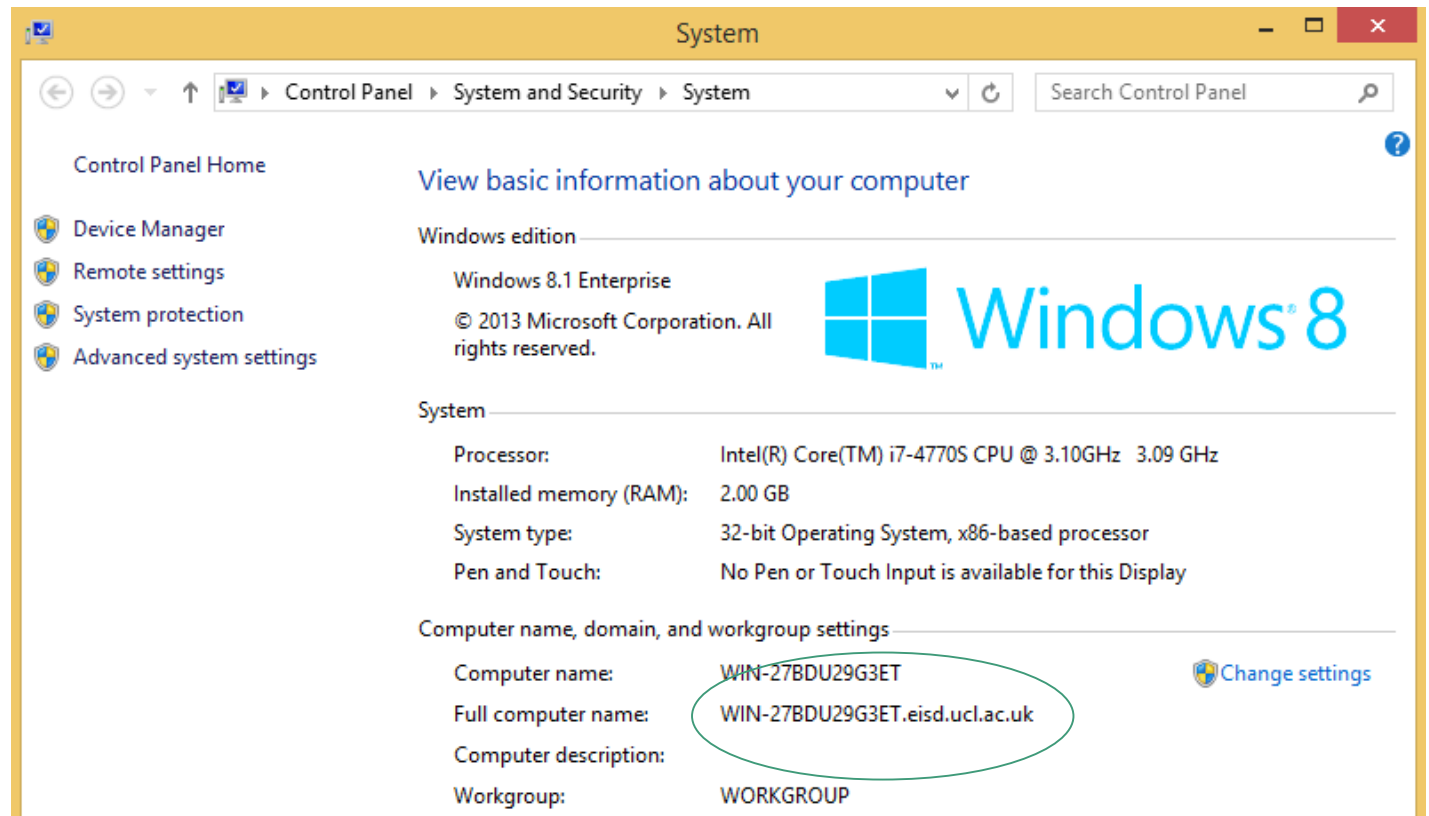 System
Control Panel System and Security System
Search Control Panel
Control Panel Home
Device Manager
Remote settings
System protection
Advanced system settings
View basic information about your computer
Windows edition
Windows 8.1 Enterprise
© 2013 Microsoft Corporation. All
rights reserved.
Windows® 8
TM
System
Processor: Intel(R) Core(TM) i7-4770S CPU @ 3.10GHz 3.09 GHz
Installed memory (RAM): 2.00 GB
System type: 32-bit Operating System, x86-based processor
Pen and Touch: No Pen or Touch Input is available for this Display
Computer name, domain, and workgroup settings
Computer name: WIN-27BDU29G3ET
Change settings
Full computer name: WIN-27BDU29G3ET.eisd.ucl.ac.uk
Computer description:
Workgroup: WORKGROUP